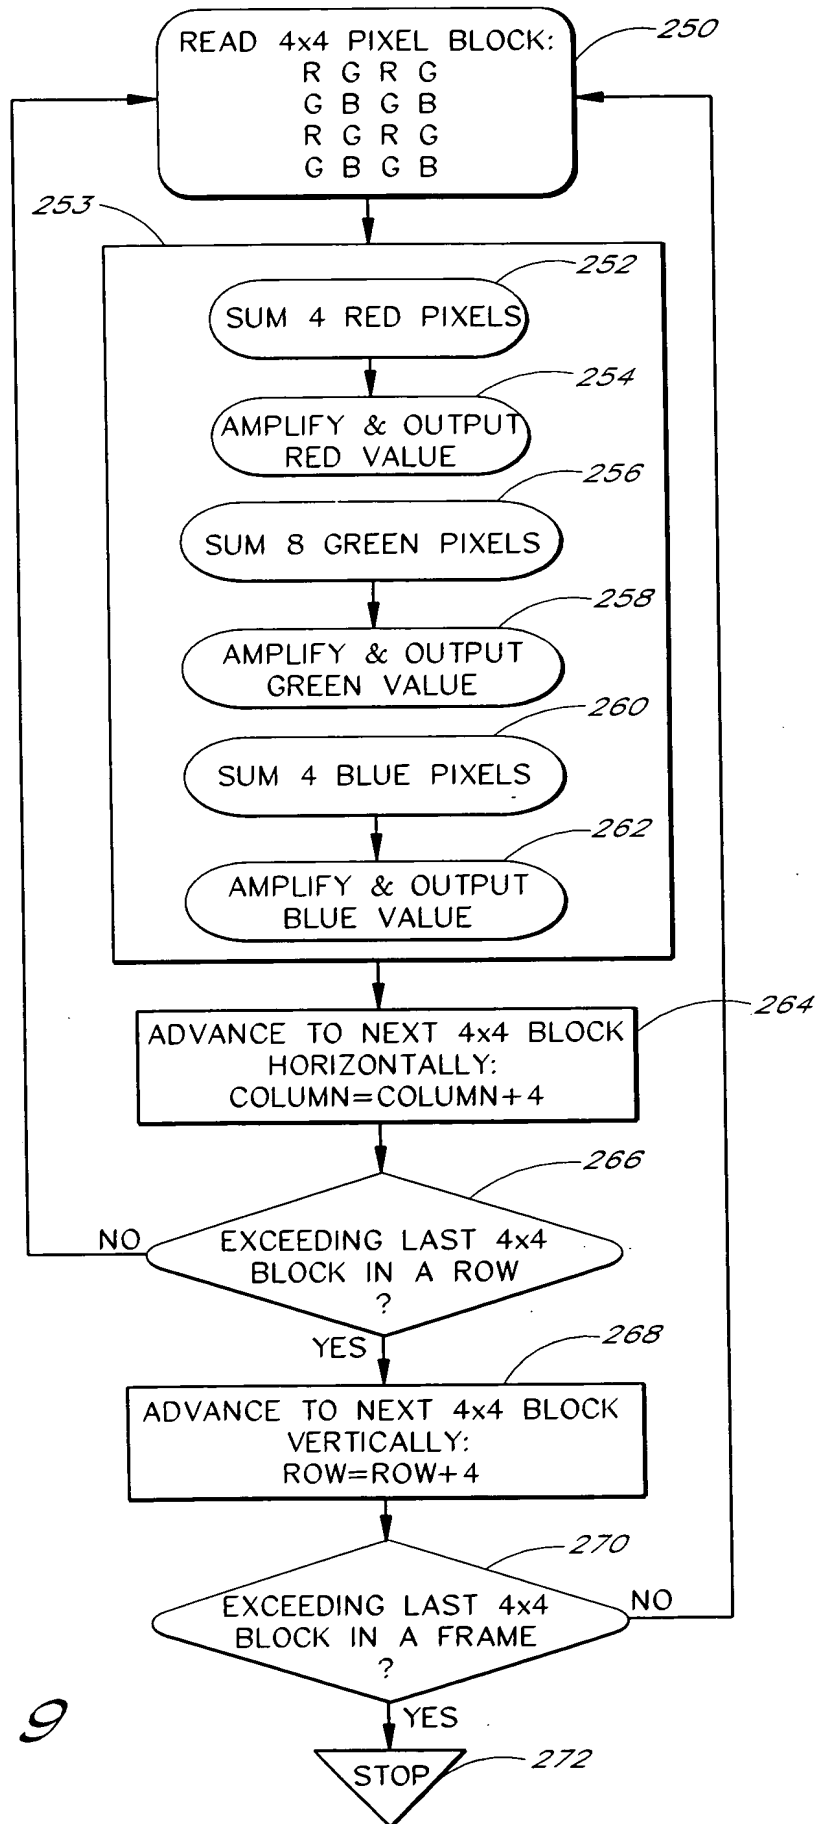 READ 4x4 PIXEL BLOCK:
R G R G
G B G B
R G R G
G B G B
250
253
252
SUM 4 RED PIXELS
254
AMPLIFY & OUTPUT
RED VALUE
256
SUM 8 GREEN PIXELS
258
AMPLIFY & OUTPUT
GREEN VALUE
260
SUM 4 BLUE PIXELS
262
AMPLIFY & OUTPUT
BLUE VALUE
264
ADVANCE TO NEXT 4x4 BLOCK
HORIZONTALLY:
COLUMN=COLUMN+4
266
NO
EXCEEDING LAST 4x4
BLOCK IN A ROW
?
YES
268
ADVANCE TO NEXT 4x4 BLOCK
VERTICALLY:
ROW=ROW+4
270
EXCEEDING LAST 4x4
BLOCK IN A FRAME
?
NO
YES
9
STOP
272